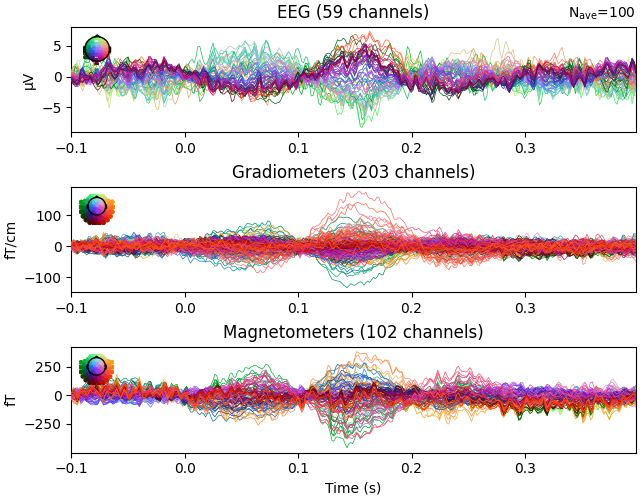 EEG (59 channels)
Nave=100
5
0
−5
µV
−0.1 0.0 0.1 0.2 0.3
Gradiometers (203 channels)
100
0
−100
fT/cm
−0.1 0.0 0.1 0.2 0.3
Magnetometers (102 channels)
250
0
−250
fT
−0.1 0.0 0.1 0.2 0.3
Time (s)